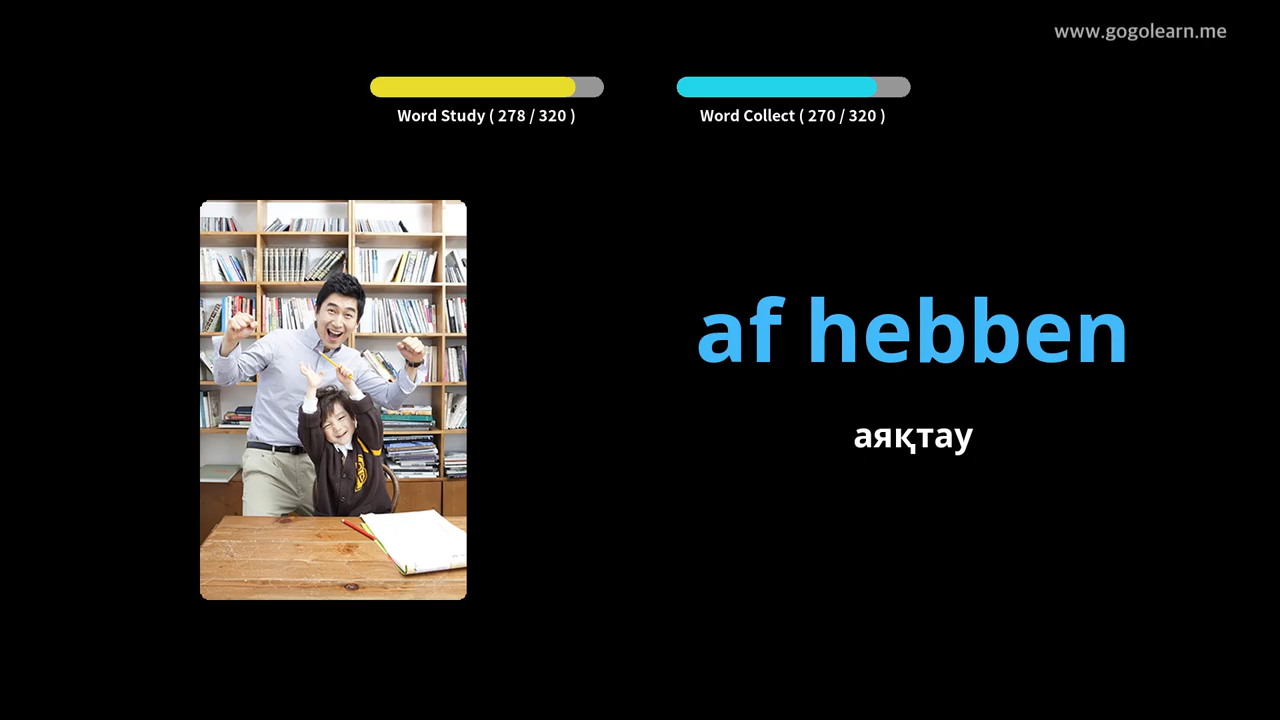 www.gogolearn.me
Word Study ( 278 / 320 )
Word Collect ( 270 / 320 )
af hebben
аяқтау